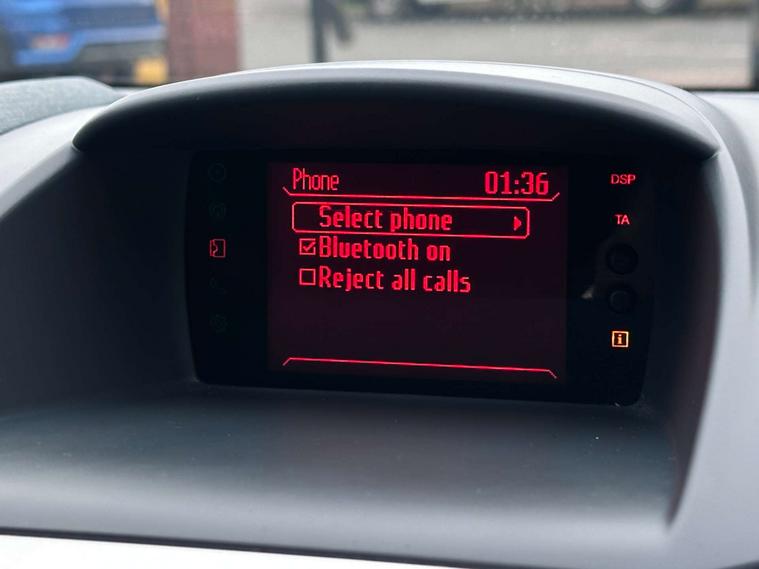 Phone 01:36
Select phone
Bluetooth on
Reject all calls
DSP
TA
i